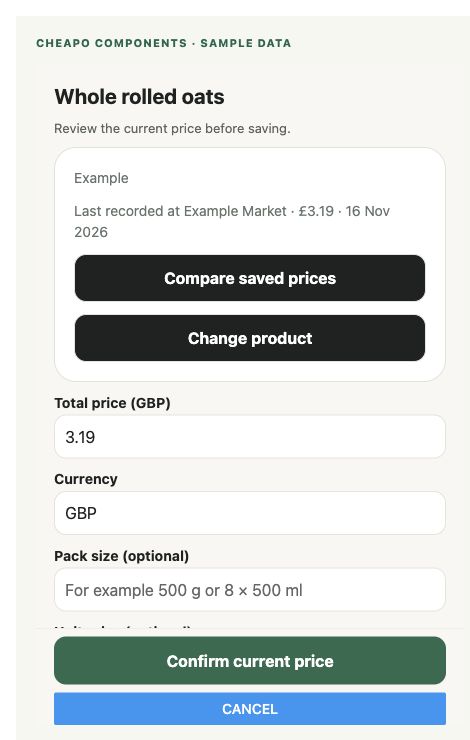 CHEAPO COMPONENTS · SAMPLE DATA
Whole rolled oats
Review the current price before saving.
Example
Last recorded at Example Market · £3.19 · 16 Nov
2026
Compare saved prices
Change product
Total price (GBP)
3.19
Currency
GBP
Pack size (optional)
For example 500 g or 8 × 500 ml
Confirm current price
CANCEL